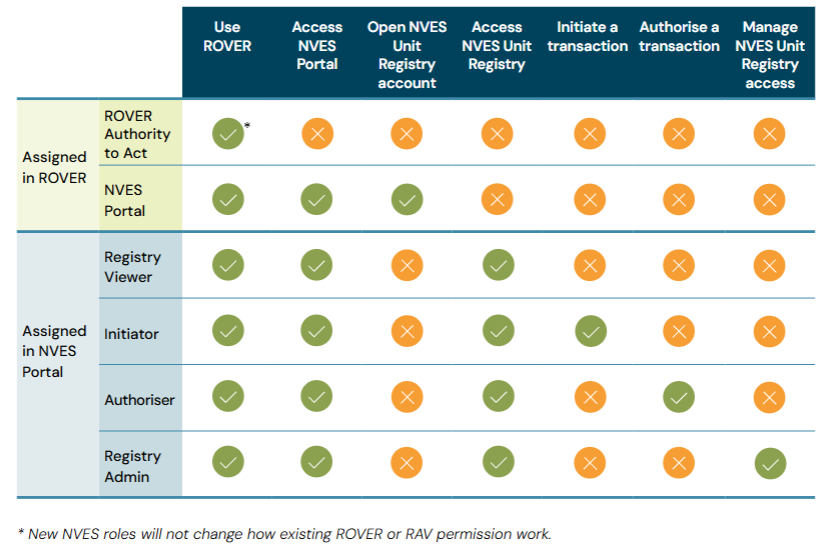 Use ROVER
Access NVES Portal
Open NVES Unit Registry account
Access NVES Unit Registry
Initiate a transaction
Authorise a transaction
Manage NVES Unit Registry access
Assigned in ROVER
ROVER Authority to Act
*
NVES Portal
Assigned in NVES Portal
Registry Viewer
Initiator
Authoriser
Registry Admin
* New NVES roles will not change how existing ROVER or RAV permission work.